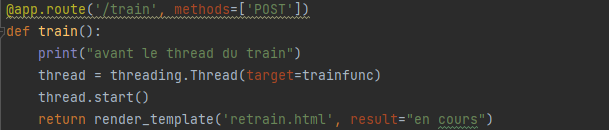 @app.route('/train', methods=['POST'])
def train():
    print("avant le thread du train")
    thread = threading.Thread(target=trainfunc)
    thread.start()
    return render_template('retrain.html', result="en cours")